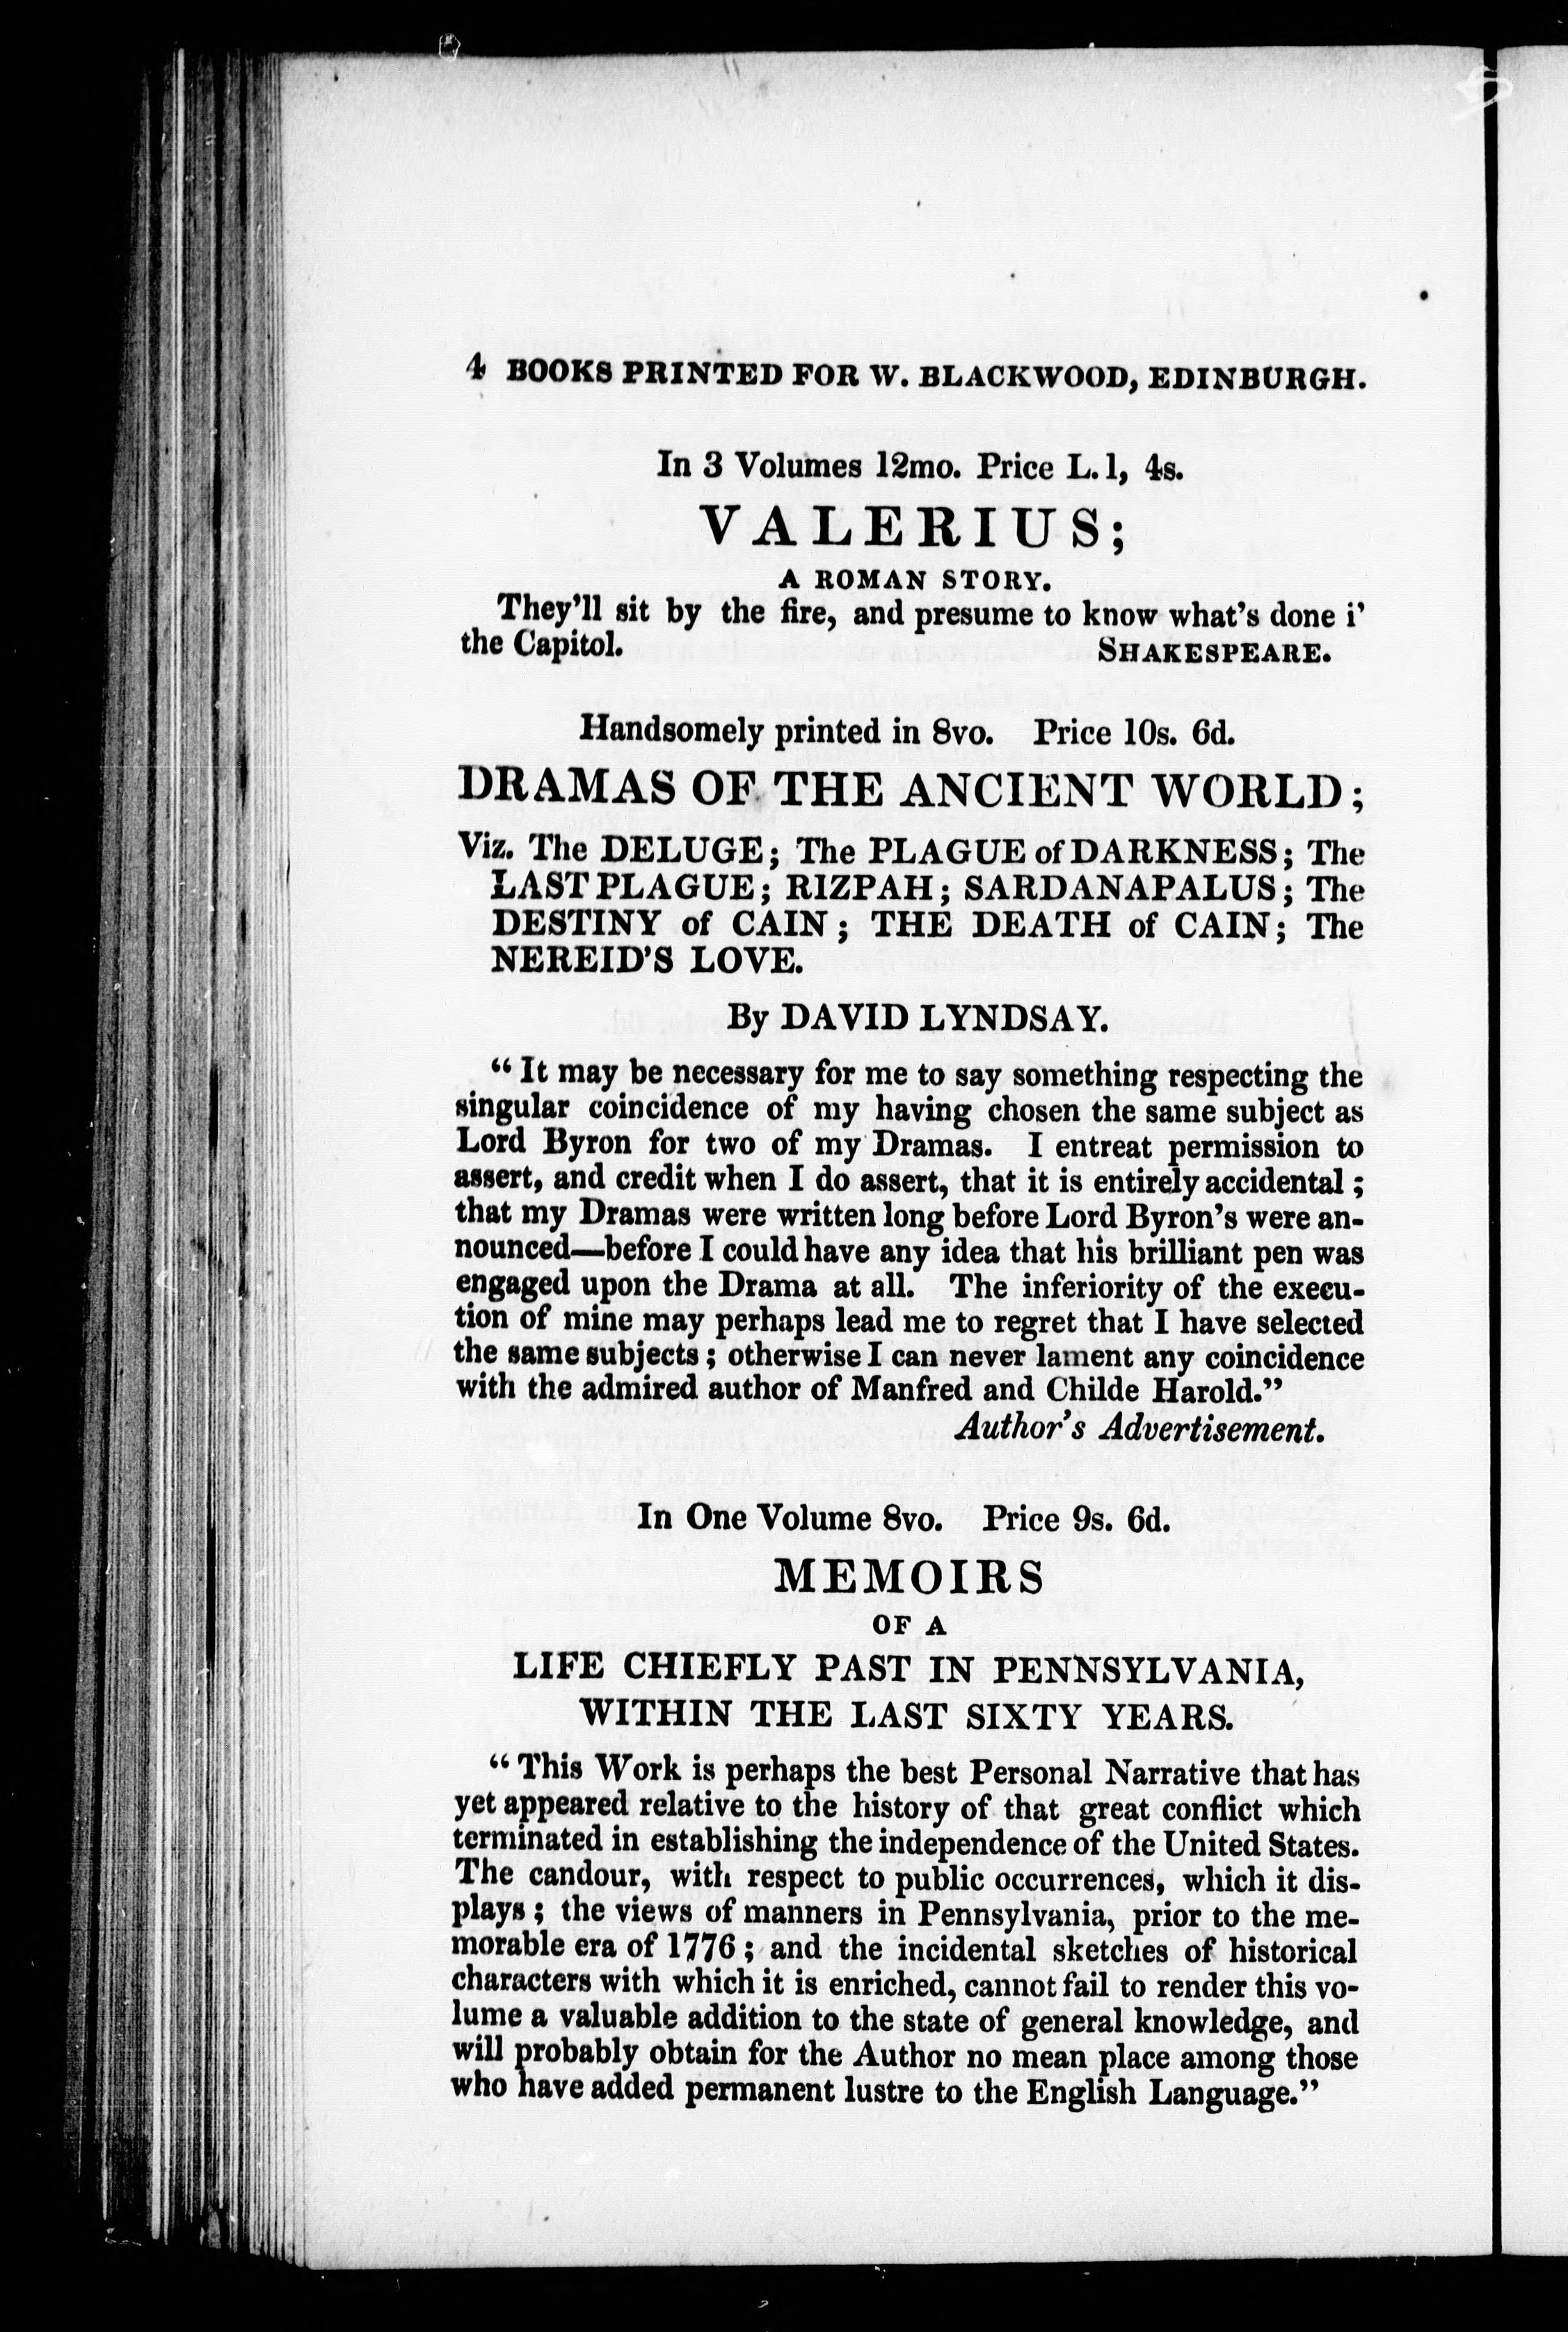 4 BOOKS PRINTED FOR W. BLACKWOOD, EDINBURGH.
In 3 Volumes 12mo. Price L. 1, 4s.
VALERIUS;
A ROMAN STORY.
They'll sit by the fire, and presume to know what's done i'
the Capitol. SHAKESPEARE.
Handsomely printed in 8vo. Price 10s. 6d.
DRAMAS OF THE ANCIENT WORLD;
Viz. The DELUGE; The PLAGUE of DARKNESS; The
LAST PLAGUE; RIZPAH; SARDANAPALUS; The
DESTINY of CAIN; THE DEATH of CAIN; The
NEREID'S LOVE.
By DAVID LYNDSAY.
"It may be necessary for me to say something respecting the
singular coincidence of my having chosen the same subject as
Lord Byron for two of my Dramas. I entreat permission to
assert, and credit when I do assert, that it is entirely accidental;
that my Dramas were written long before Lord Byron's were an-
nounced—before I could have any idea that his brilliant pen was
engaged upon the Drama at all. The inferiority of the execu-
tion of mine may perhaps lead me to regret that I have selected
the same subjects; otherwise I can never lament any coincidence
with the admired author of Manfred and Childe Harold."
Author's Advertisement.
In One Volume 8vo. Price 9s. 6d.
MEMOIRS
OF A
LIFE CHIEFLY PAST IN PENNSYLVANIA,
WITHIN THE LAST SIXTY YEARS.
"This Work is perhaps the best Personal Narrative that has
yet appeared relative to the history of that great conflict which
terminated in establishing the independence of the United States.
The candour, with respect to public occurrences, which it dis-
plays; the views of manners in Pennsylvania, prior to the me-
morable era of 1776; and the incidental sketches of historical
characters with which it is enriched, cannot fail to render this vo-
lume a valuable addition to the state of general knowledge, and
will probably obtain for the Author no mean place among those
who have added permanent lustre to the English Language."